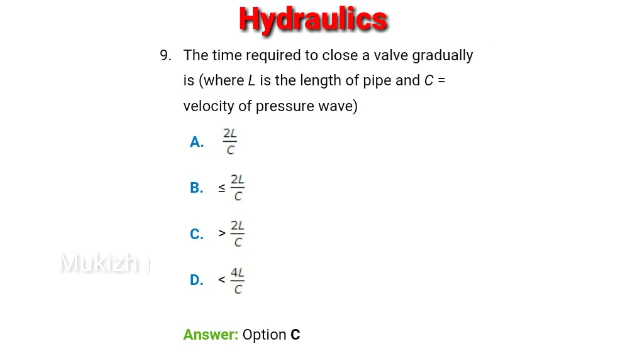 Hydraulics
9. The time required to close a valve gradually
is (where L is the length of pipe and C =
velocity of pressure wave)
A. 2L/C
B. ≤ 2L/C
C. > 2L/C
D. < 4L/C
Mukizh
Answer: Option C